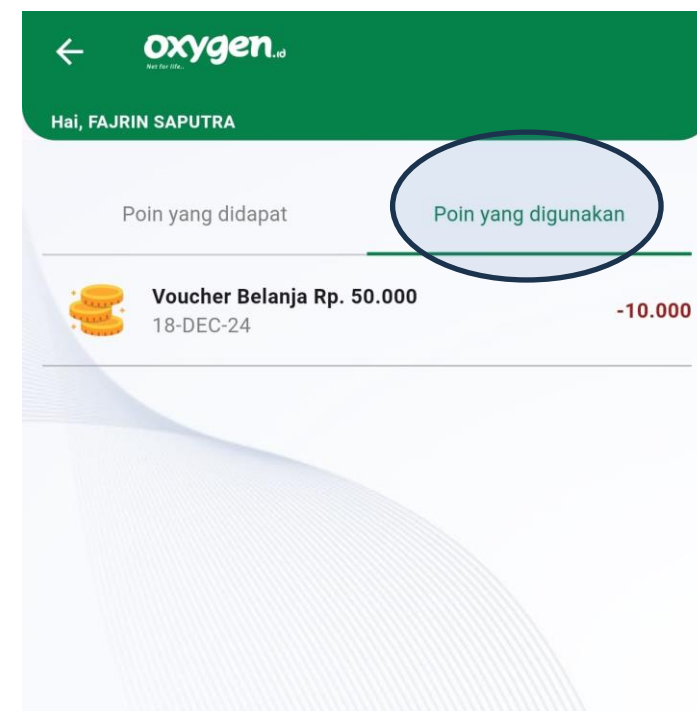 oxygen.id
Net for life..
Hai, FAJRIN SAPUTRA
Poin yang didapat
Poin yang digunakan
Voucher Belanja Rp. 50.000
-10.000
18-DEC-24